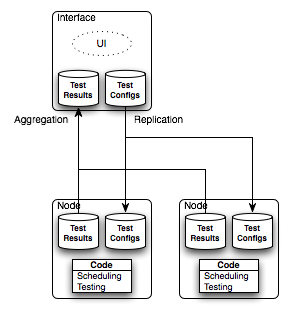 Interface
UI
Test Results
Test Configs
Aggregation
Replication
Node
Test Results
Test Configs
Code
Scheduling
Testing
Node
Test Results
Test Configs
Code
Scheduling
Testing